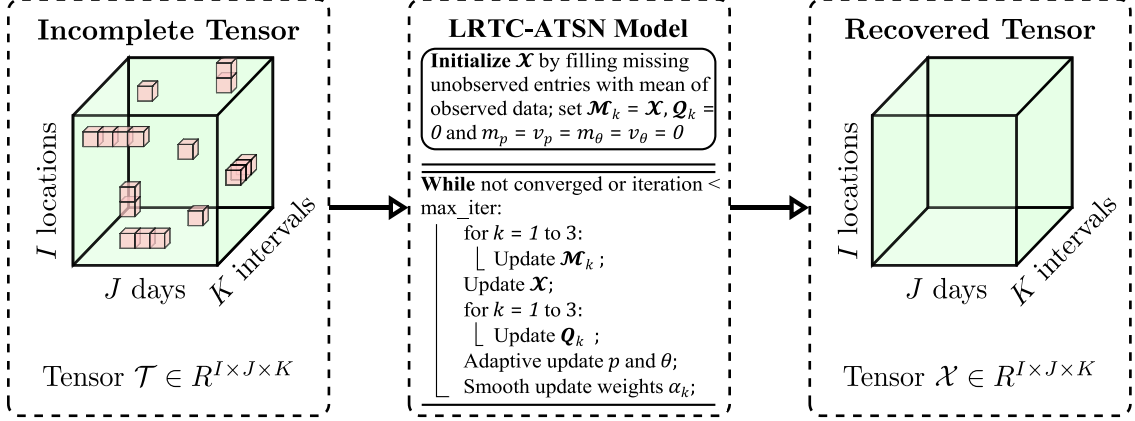 Incomplete Tensor
I locations
J days
K intervals
Tensor 𝒯 ∈ R^{I×J×K}
LRTC-ATSN Model
Initialize 𝓧 by filling missing
unobserved entries with mean of
observed data; set 𝓜_k = 𝓧, 𝓠_k =
0 and m_p = v_p = m_θ = v_θ = 0
While not converged or iteration <
max_iter:
for k = 1 to 3:
Update 𝓜_k ;
Update 𝓧;
for k = 1 to 3:
Update 𝓠_k ;
Adaptive update p and θ;
Smooth update weights α_k;
Recovered Tensor
I locations
J days
K intervals
Tensor 𝒳 ∈ R^{I×J×K}